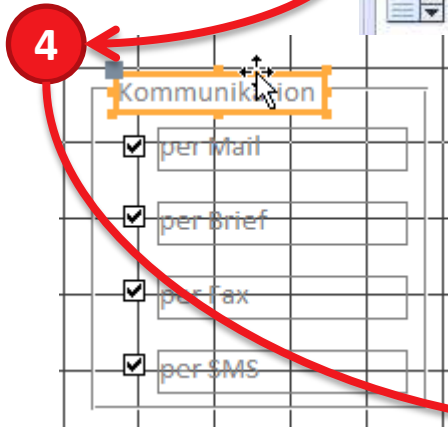 4
Kommunikation
per Mail
per Brief
per Fax
per SMS